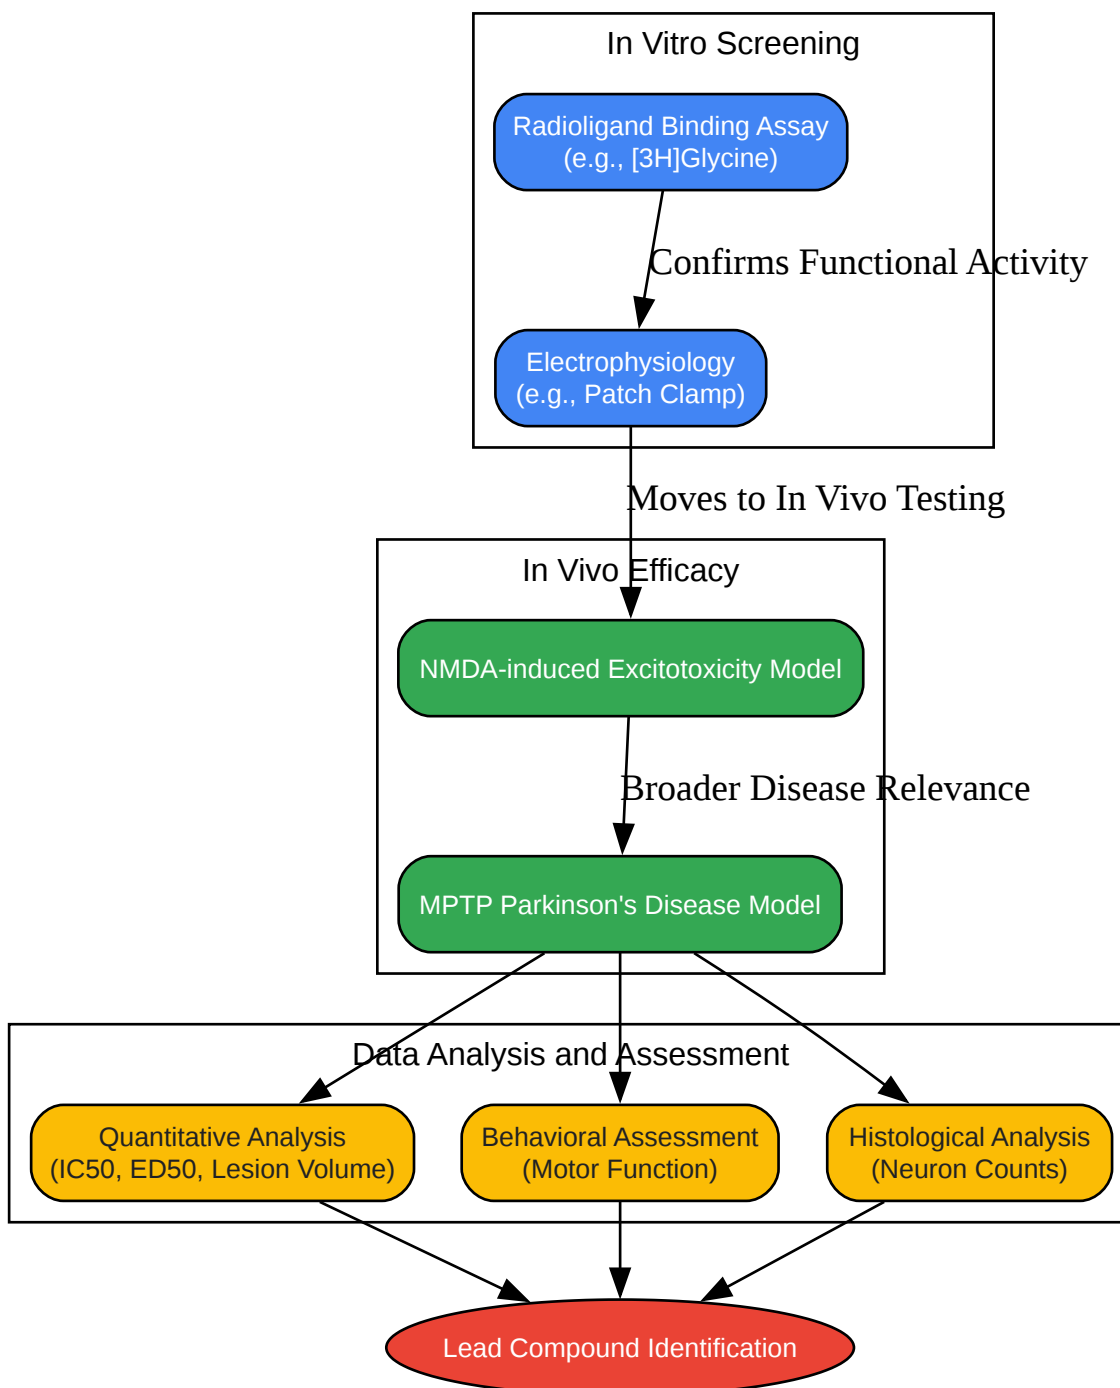 In Vitro Screening
Radioligand Binding Assay
(e.g., [3H]Glycine)
Confirms Functional Activity
Electrophysiology
(e.g., Patch Clamp)
Moves to In Vivo Testing
In Vivo Efficacy
NMDA-induced Excitotoxicity Model
Broader Disease Relevance
MPTP Parkinson's Disease Model
Data Analysis and Assessment
Quantitative Analysis
(IC50, ED50, Lesion Volume)
Behavioral Assessment
(Motor Function)
Histological Analysis
(Neuron Counts)
Lead Compound Identification